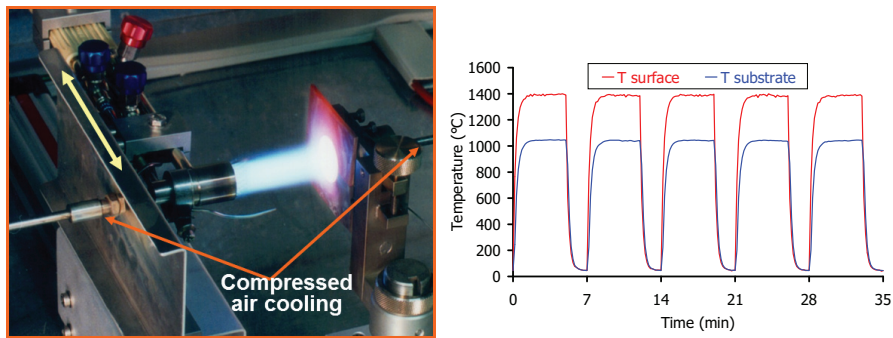 Compressed
air cooling
T surface
T substrate
Temperature (°C)
1600
1400
1200
1000
800
600
400
200
0
0
7
14
21
28
35
Time (min)